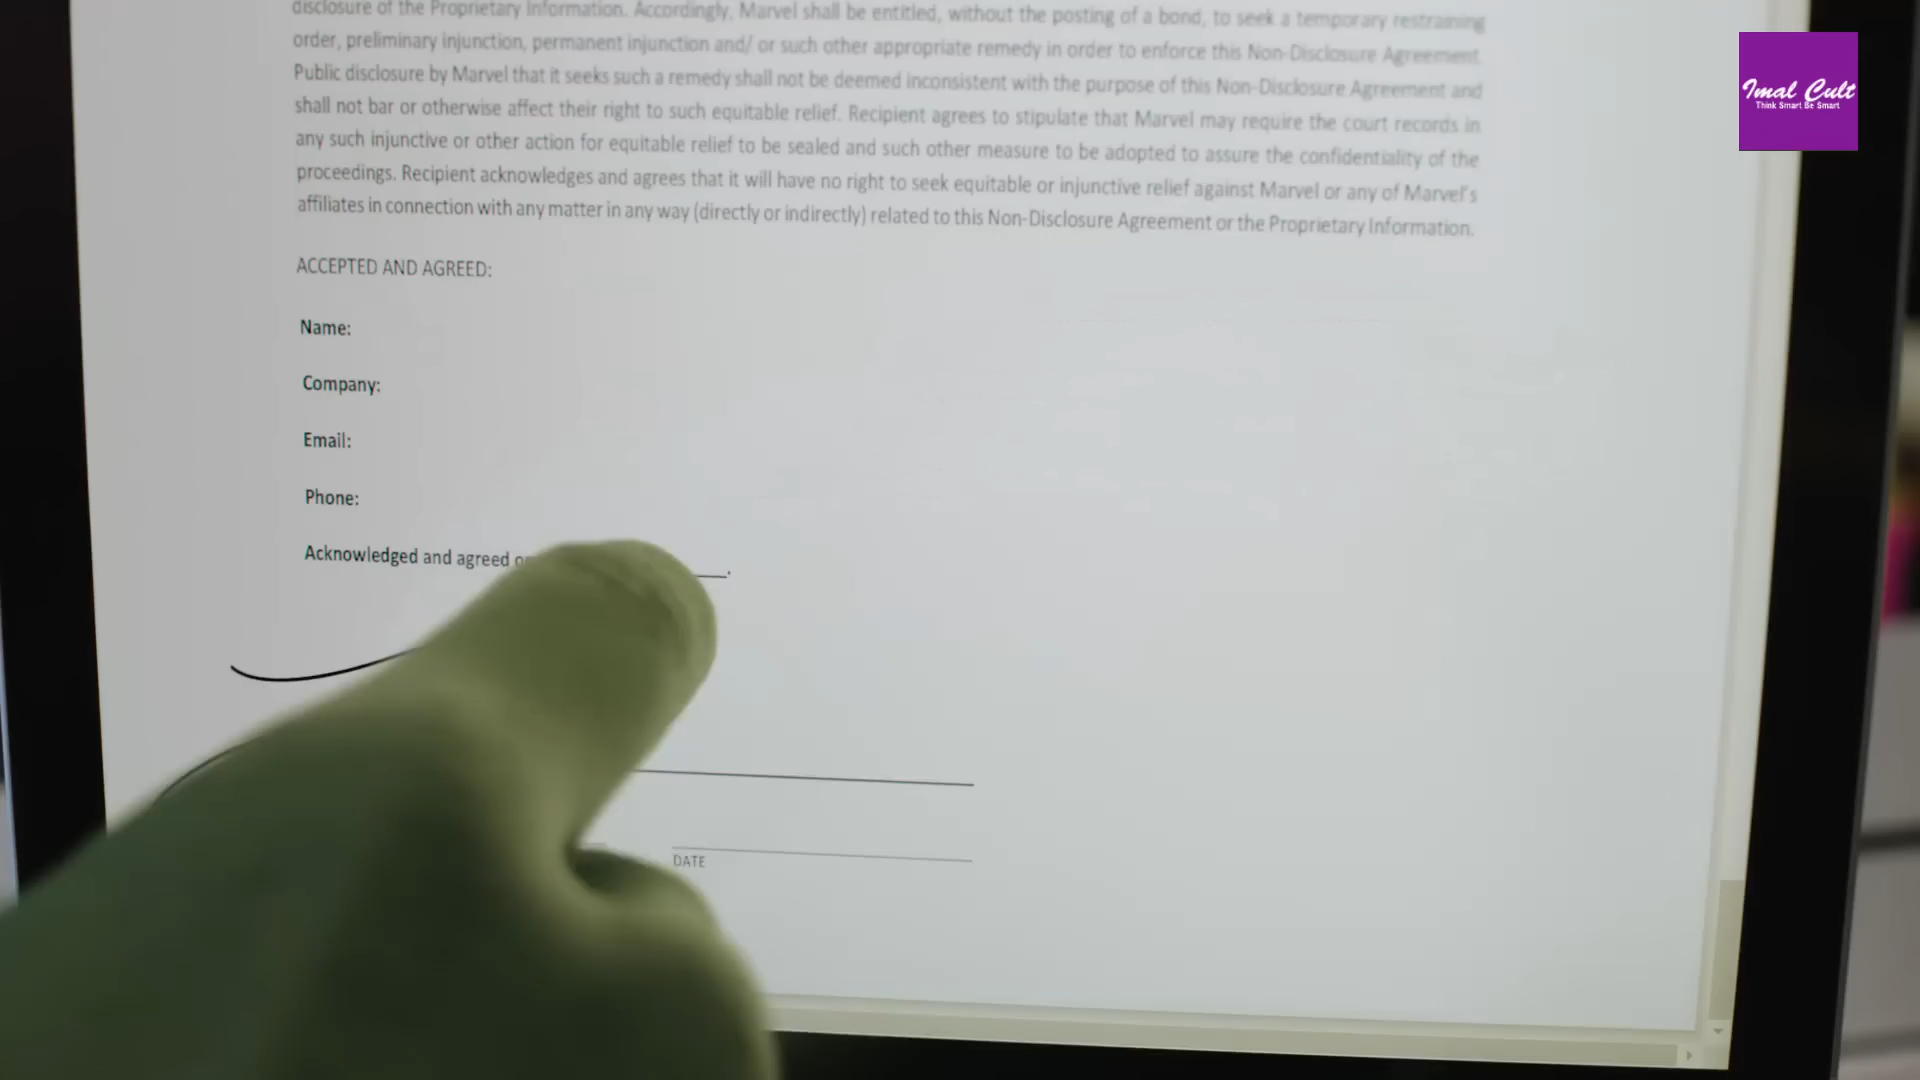 disclosure of the Proprietary Information. Accordingly, Marvel shall be entitled, without the posting of a bond, to seek a temporary restraining
order, preliminary injunction, permanent injunction and/ or such other appropriate remedy in order to enforce this Non-Disclosure Agreement.
Public disclosure by Marvel that it seeks such a remedy shall not be deemed inconsistent with the purpose of this Non-Disclosure Agreement and
shall not bar or otherwise affect their right to such equitable relief. Recipient agrees to stipulate that Marvel may require the court records in
any such injunctive or other action for equitable relief to be sealed and such other measure to be adopted to assure the confidentiality of the
proceedings. Recipient acknowledges and agrees that it will have no right to seek equitable or injunctive relief against Marvel or any of Marvel's
affiliates in connection with any matter in any way (directly or indirectly) related to this Non-Disclosure Agreement or the Proprietary Information.
ACCEPTED AND AGREED:
Name:
Company:
Email:
Phone:
Acknowledged and agreed
DATE
Imal Cult
Think Smart Be Smart